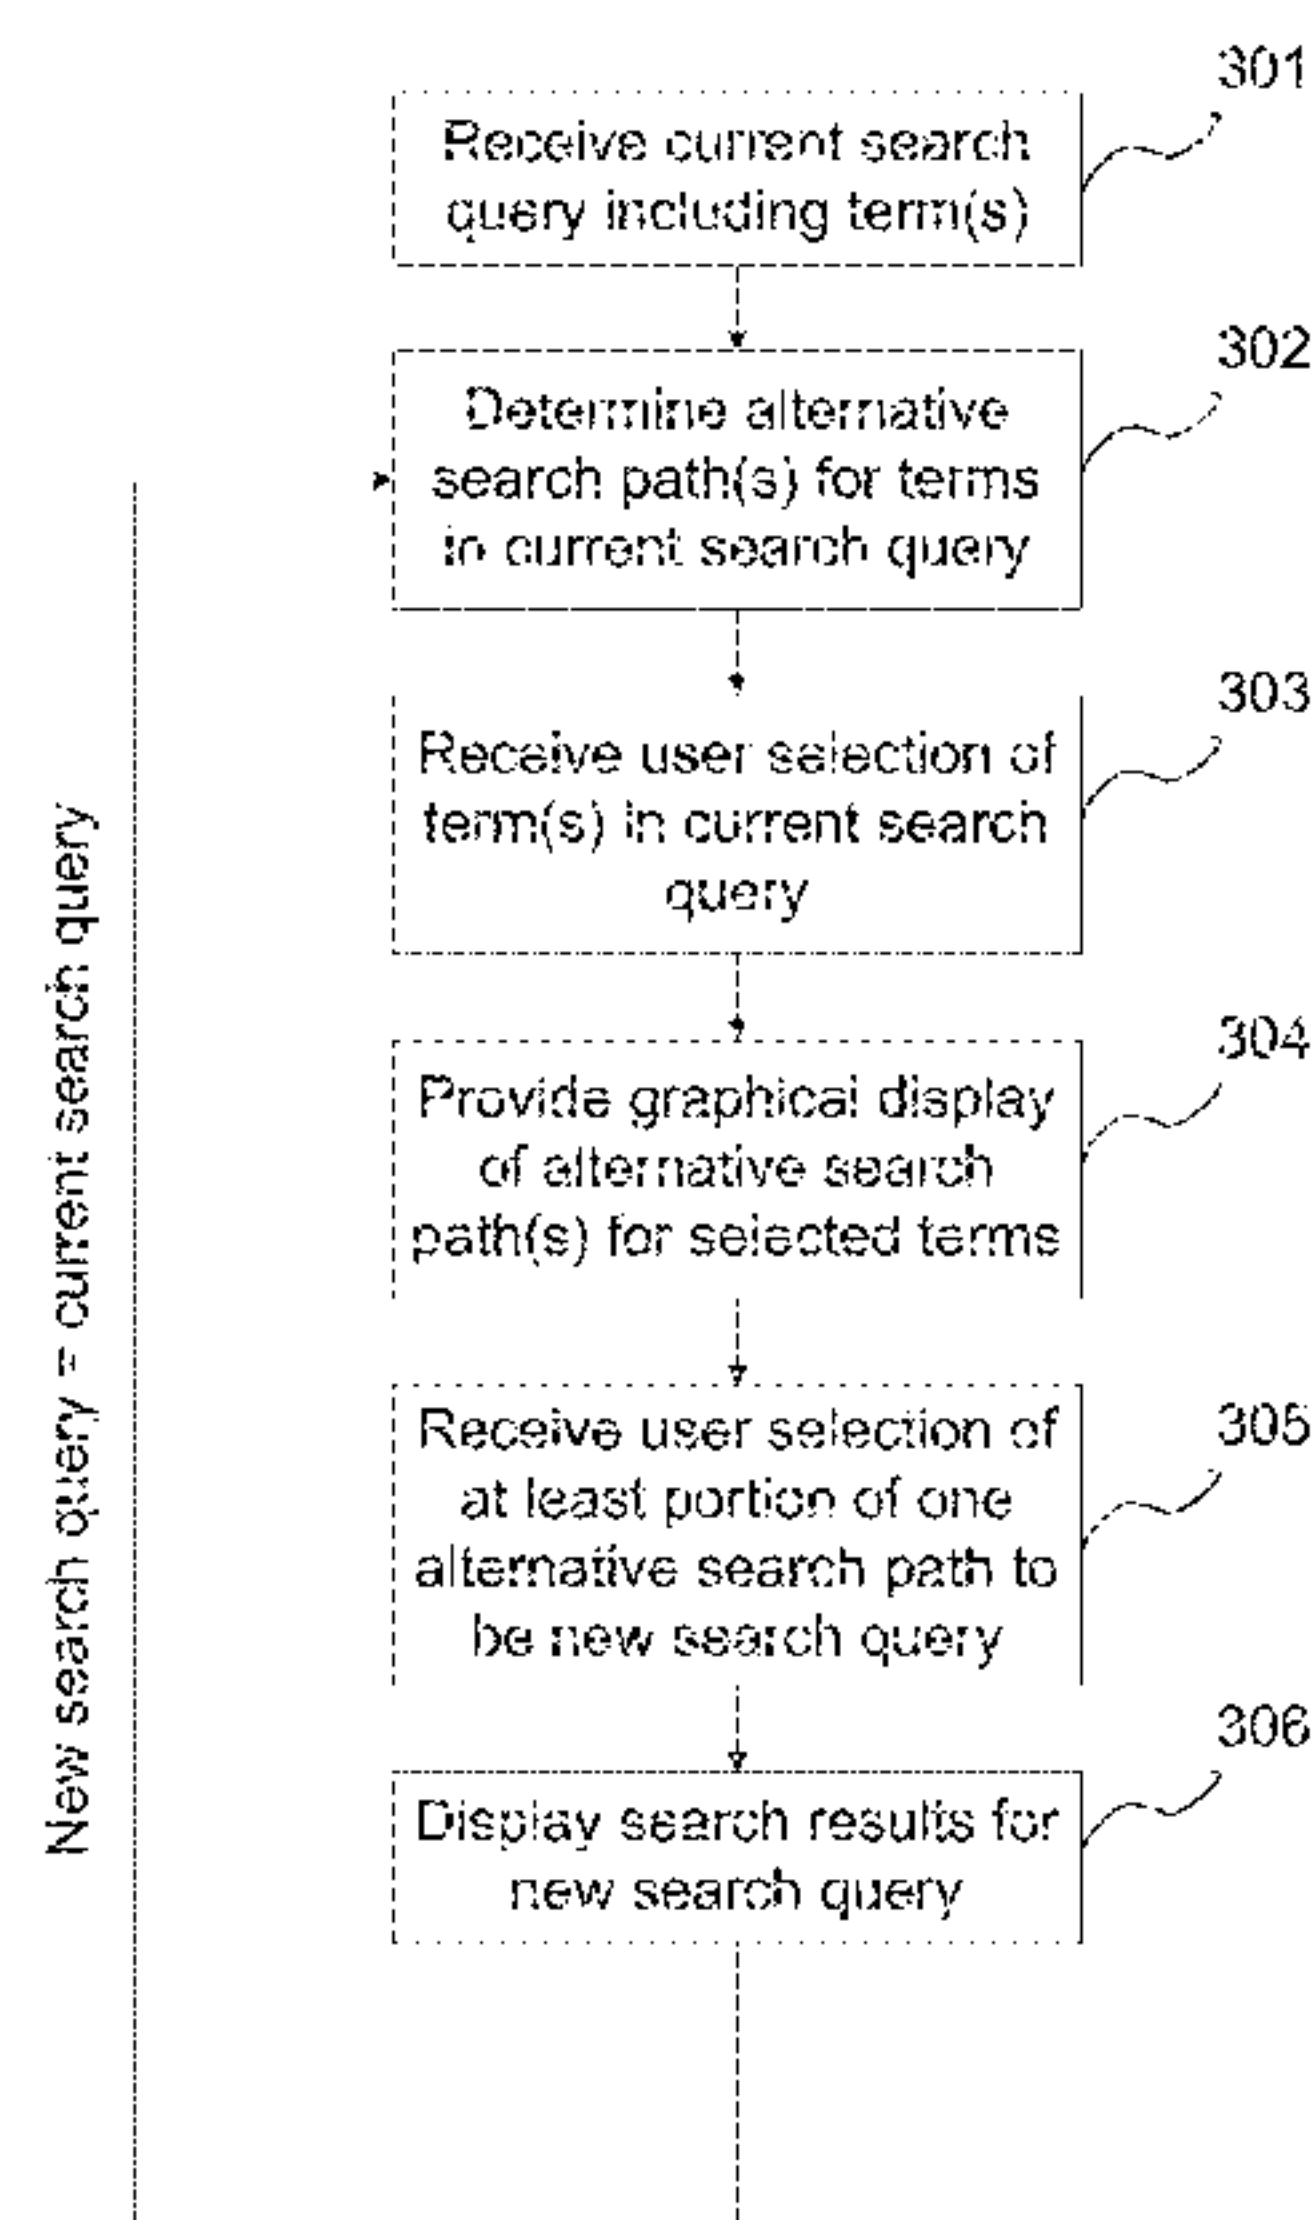 301
Receive current search
query including term(s)
302
Determine alternative
search path(s) for terms
in current search query
303
Receive user selection of
term(s) in current search
query
304
Provide graphical display
of alternative search
path(s) for selected terms
305
Receive user selection of
at least portion of one
alternative search path to
be new search query
306
Display search results for
new search query
New search query = current search query